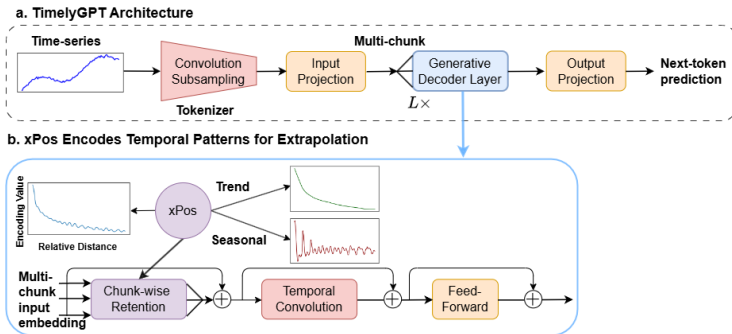 a. TimelyGPT Architecture
Time-series
Convolution
Subsampling
Tokenizer
Input
Projection
Multi-chunk
L×
Generative
Decoder Layer
Output
Projection
Next-token
prediction
b. xPos Encodes Temporal Patterns for Extrapolation
Encoding Value
Relative Distance
xPos
Trend
Seasonal
Multi-
chunk
input
embedding
Chunk-wise
Retention
Temporal
Convolution
Feed-
Forward